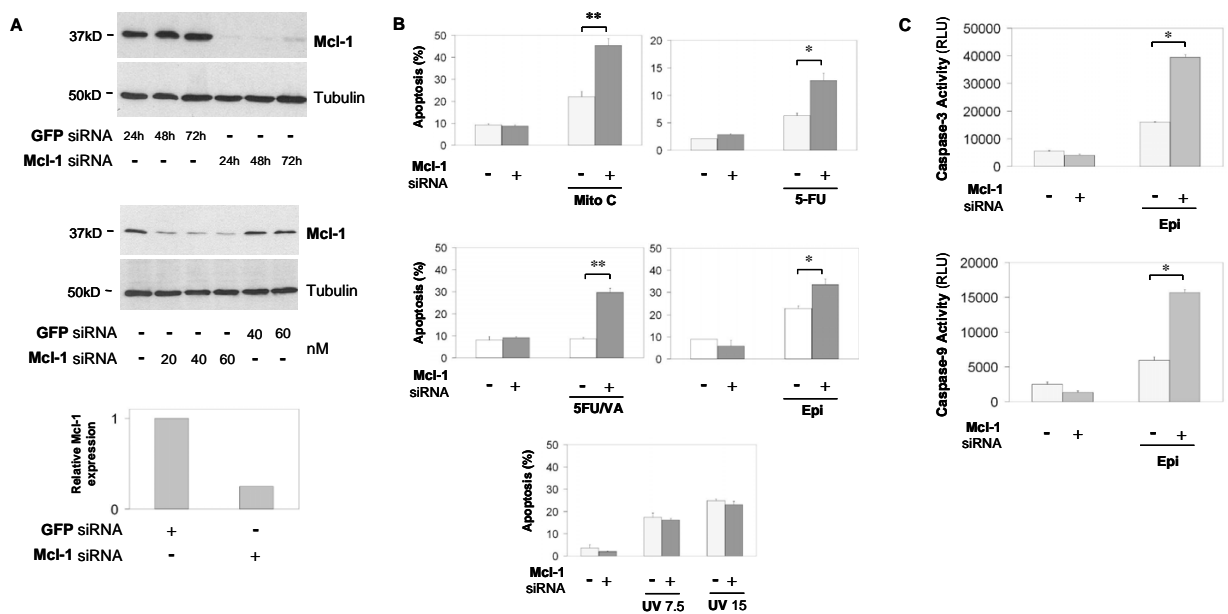 A
37kD
Mcl-1
50kD
Tubulin
GFP siRNA 24h 48h 72h - - -
Mcl-1 siRNA - - - 24h 48h 72h
37kD
Mcl-1
50kD
Tubulin
GFP siRNA - - - - 40 60
Mcl-1 siRNA - 20 40 60 - -
nM
Relative Mcl-1
expression
1
0
GFP siRNA + -
Mcl-1 siRNA - +
B
Apoptosis (%)
50
40
30
20
10
0
**
Mcl-1
siRNA
- + - +
Mito C
20
15
10
5
0
*
- + - +
5-FU
Apoptosis (%)
50
40
30
20
10
0
**
Mcl-1
siRNA
- + - +
5FU/VA
50
40
30
20
10
0
*
- + - +
Epi
Apoptosis (%)
50
40
30
20
10
0
Mcl-1
siRNA
- + - + - +
UV 7.5 UV 15
C
Caspase-3 Activity (RLU)
50000
40000
30000
20000
10000
0
*
Mcl-1
siRNA
- + - +
Epi
Caspase-9 Activity (RLU)
20000
15000
10000
5000
0
*
Mcl-1
siRNA
- + - +
Epi